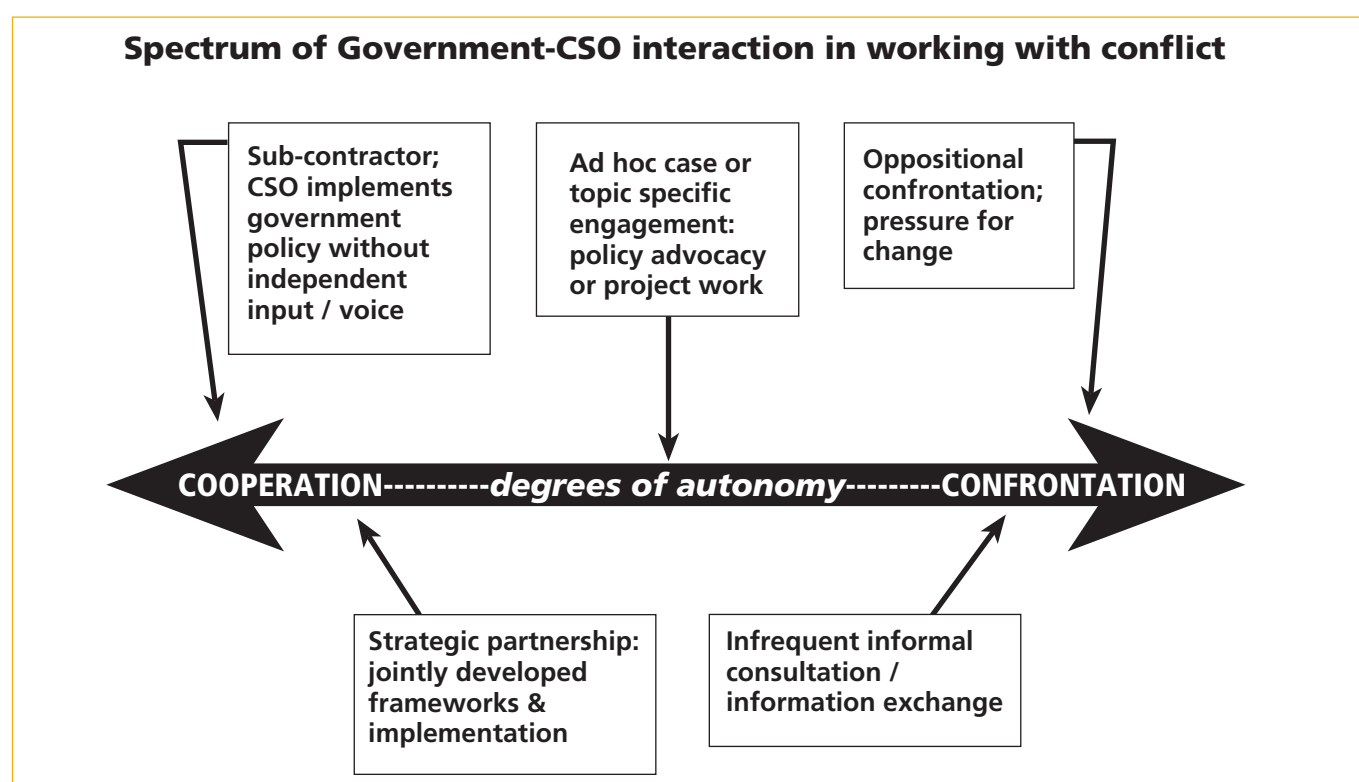 Spectrum of Government-CSO interaction in working with conflict
Sub-contractor;
CSO implements
government
policy without
independent
input / voice
Ad hoc case or
topic specific
engagement:
policy advocacy
or project work
Oppositional
confrontation;
pressure for
change
COOPERATION----------degrees of autonomy---------CONFRONTATION
Strategic partnership:
jointly developed
frameworks &
implementation
Infrequent informal
consultation /
information exchange